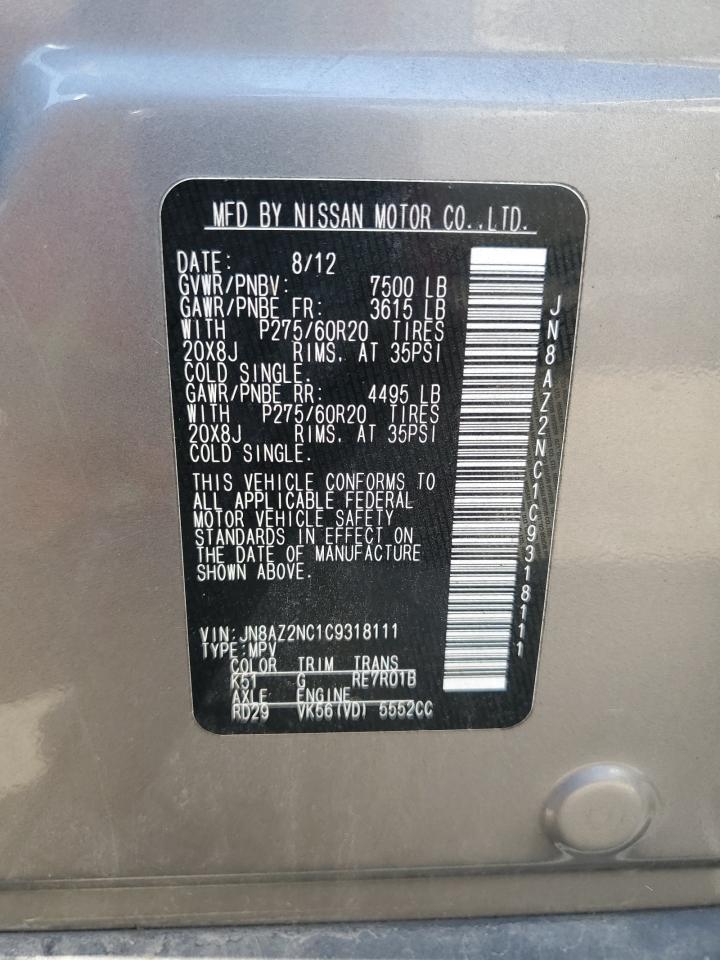 MFD BY NISSAN MOTOR CO.,LTD.
DATE: 8/12
GVWR/PNBV: 7500 LB
GAWR/PNBE FR: 3615 LB
WITH P275/60R20 TIRES
20X8J RIMS. AT 35PSI
COLD SINGLE.
GAWR/PNBE RR: 4495 LB
WITH P275/60R20 TIRES
20X8J RIMS. AT 35PSI
COLD SINGLE.
THIS VEHICLE CONFORMS TO
ALL APPLICABLE FEDERAL
MOTOR VEHICLE SAFETY
STANDARDS IN EFFECT ON
THE DATE OF MANUFACTURE
SHOWN ABOVE.
VIN:JN8AZ2NC1C9318111
TYPE:MPV
COLOR TRIM TRANS
K51 G RE7R01B
AXLE ENGINE
RD29 VK56(VD) 5552CC
JN8AZ2NC1C9318111